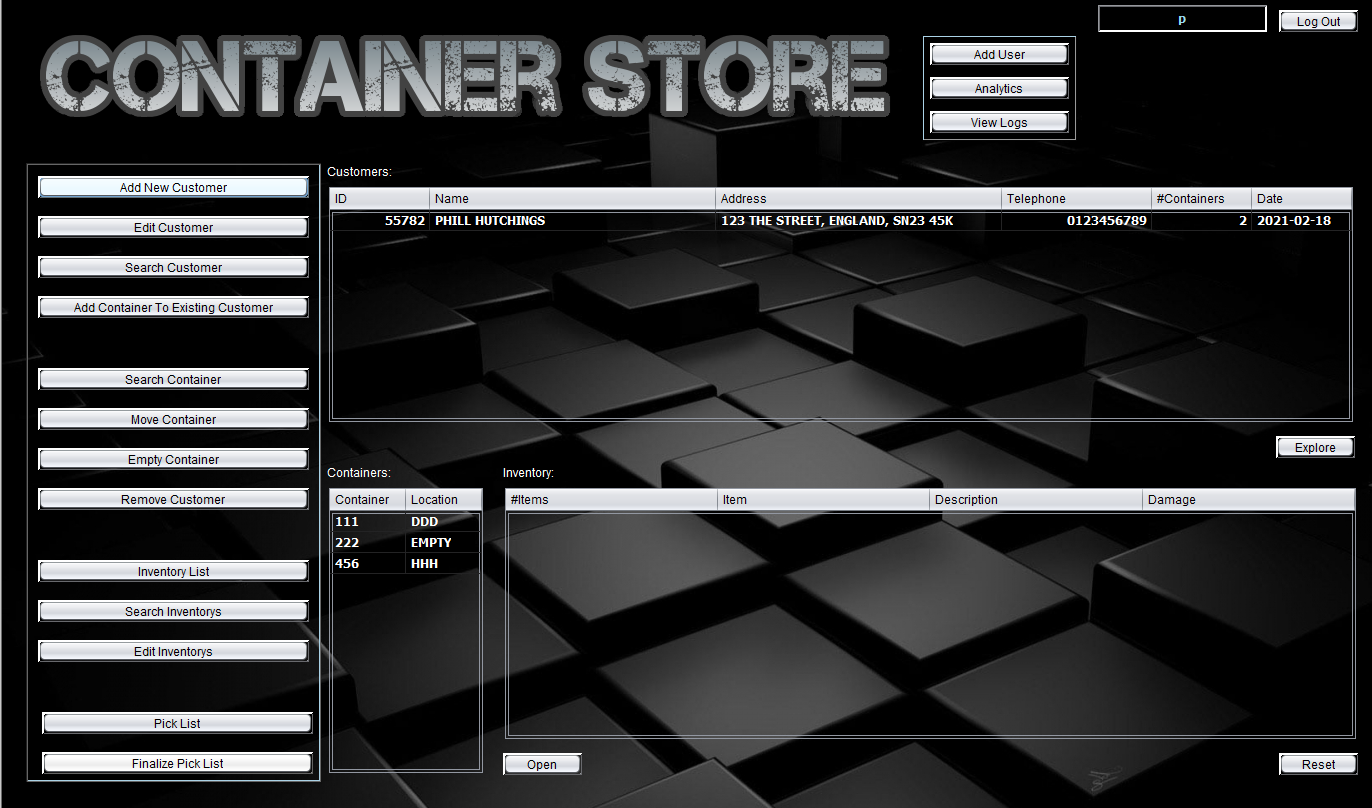 p
Log Out
CONTAINER STORE
Add User
Analytics
View Logs
Add New Customer
Edit Customer
Search Customer
Add Container To Existing Customer
Search Container
Move Container
Empty Container
Remove Customer
Inventory List
Search Inventorys
Edit Inventorys
Pick List
Finalize Pick List
Customers:
ID Name Address Telephone #Containers Date
55782 PHILL HUTCHINGS 123 THE STREET, ENGLAND, SN23 45K 0123456789 2 2021-02-18
Explore
Containers:
Container Location
111 DDD
222 EMPTY
456 HHH
Inventory:
#Items Item Description Damage
Open
Reset